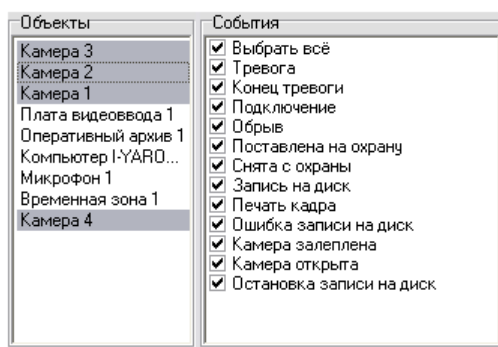 Объекты
Камера 3
Камера 2
Камера 1
Плата видеоввода 1
Оперативный архив 1
Компьютер I-YARO...
Микрофон 1
Временная зона 1
Камера 4
События
Выбрать всё
Тревога
Конец тревоги
Подключение
Обрыв
Поставлена на охрану
Снята с охраны
Запись на диск
Печать кадра
Ошибка записи на диск
Камера залеплена
Камера открыта
Остановка записи на диск